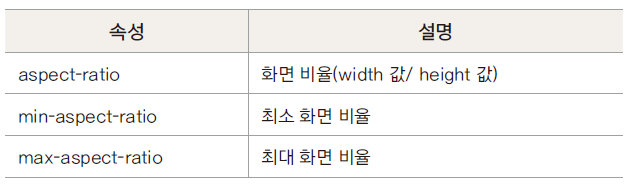 속성 설명
aspect-ratio 화면 비율(width 값/ height 값)
min-aspect-ratio 최소 화면 비율
max-aspect-ratio 최대 화면 비율